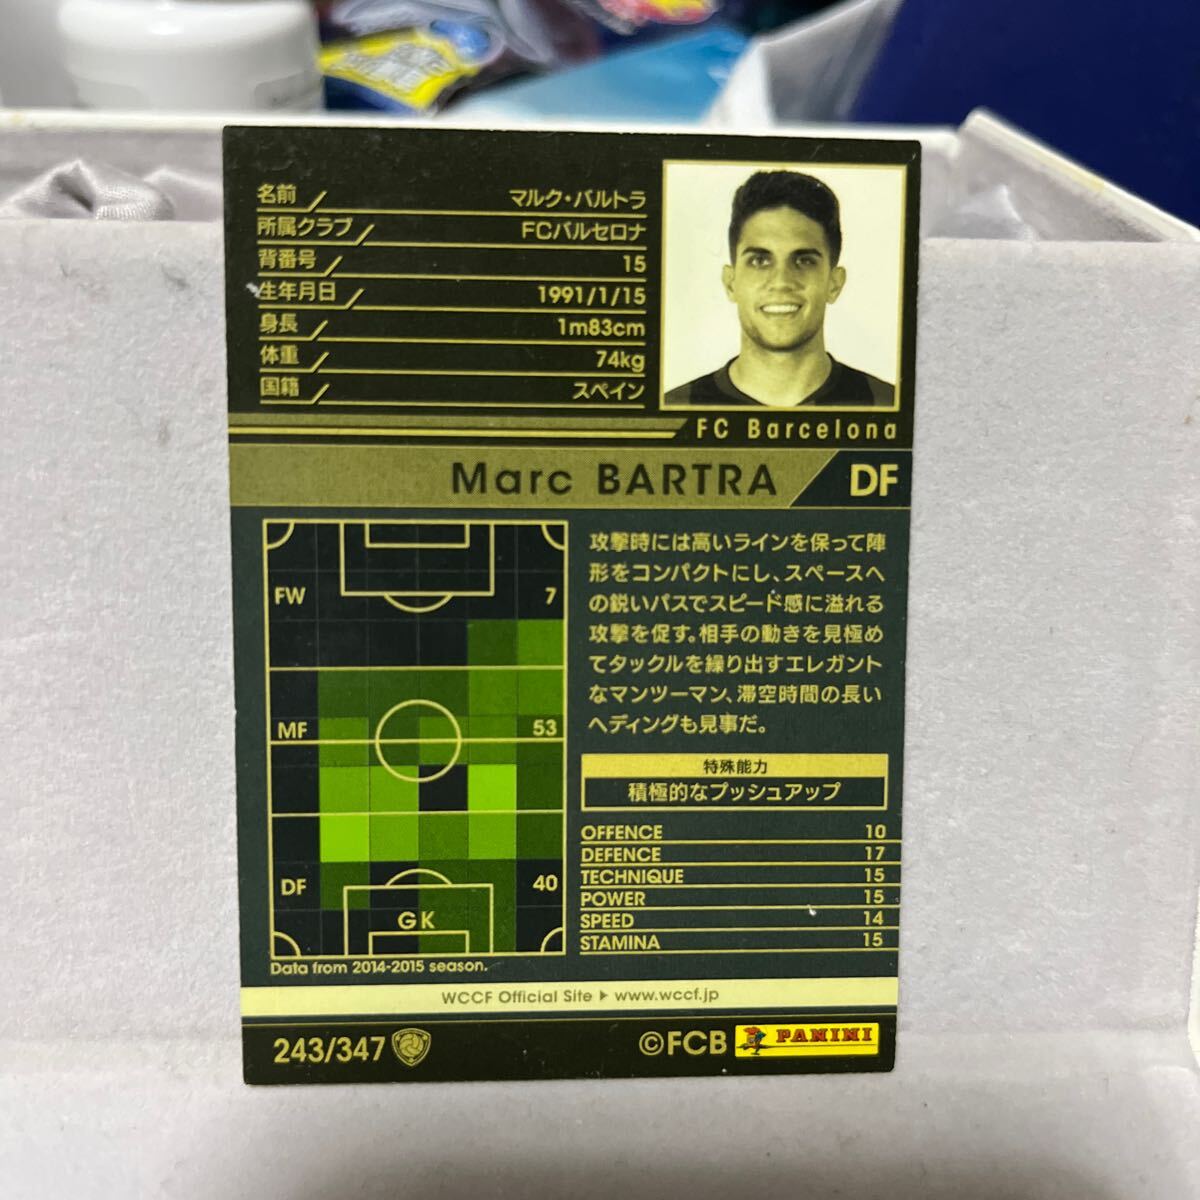 名前 マルク・バルトラ
所属クラブ FCバルセロナ
背番号 15
生年月日 1991/1/15
身長 1m83cm
体重 74kg
国籍 スペイン
FC Barcelona
Marc BARTRA DF
FW 7
MF 53
DF 40
GK
Data from 2014-2015 season.
攻撃時には高いラインを保って陣
形をコンパクトにし、スペースへ
の鋭いパスでスピード感に溢れる
攻撃を促す。相手の動きを見極め
てタックルを繰り出すエレガント
なマンツーマン、滞空時間の長い
ヘディングも見事だ。
特殊能力
積極的なプッシュアップ
OFFENCE 10
DEFENCE 17
TECHNIQUE 15
POWER 15
SPEED 14
STAMINA 15
WCCF Official Site ▶ www.wccf.jp
243/347
©FCB PANINI